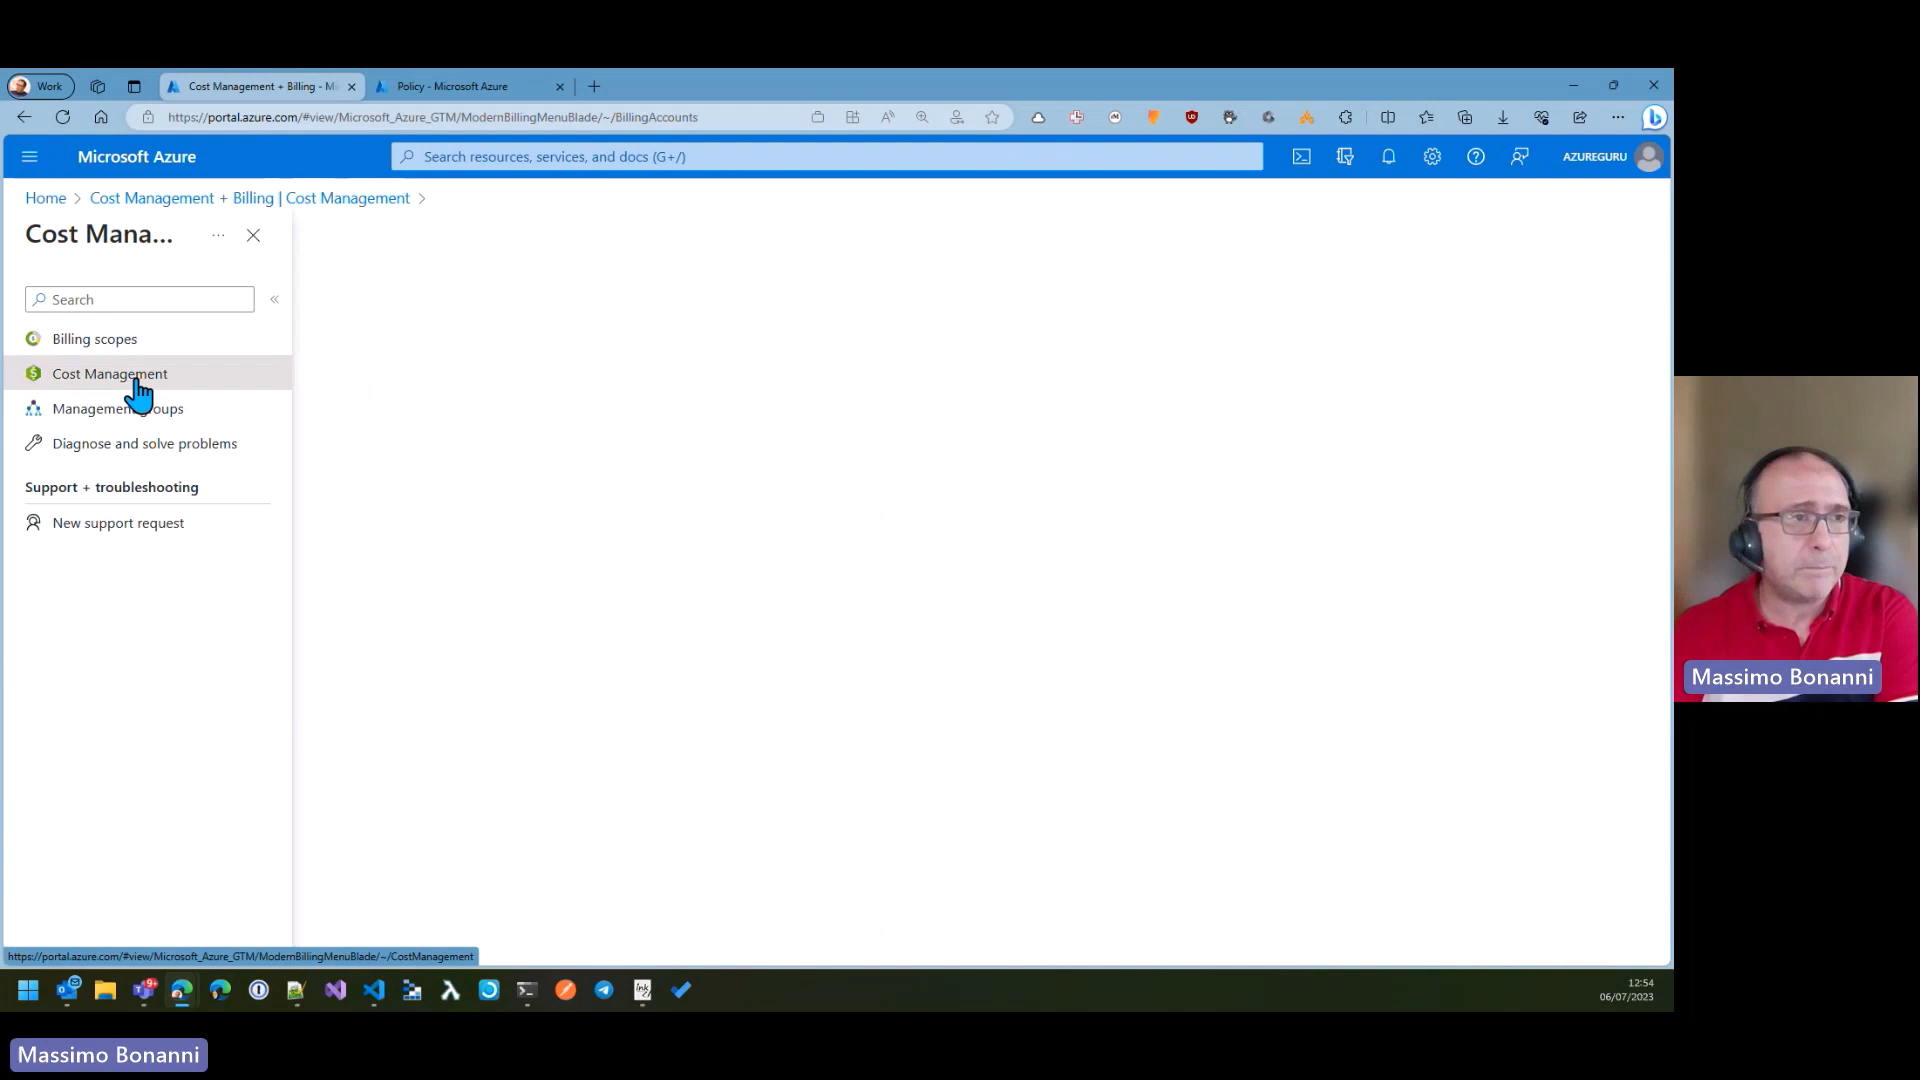 Work
Cost Management + Billing - Mi
Policy - Microsoft Azure
https://portal.azure.com/#view/Microsoft_Azure_GTM/ModernBillingMenuBlade/~/BillingAccounts
Microsoft Azure
Search resources, services, and docs (G+/)
AZUREGURU
Home > Cost Management + Billing | Cost Management >
Cost Mana...
Search
Billing scopes
Cost Management
Diagnose and solve problems
Support + troubleshooting
New support request
https://portal.azure.com/#view/Microsoft_Azure_GTM/ModernBillingMenuBlade/~/CostManagement
9+
ink
12:54
06/07/2023
Massimo Bonanni
Massimo Bonanni